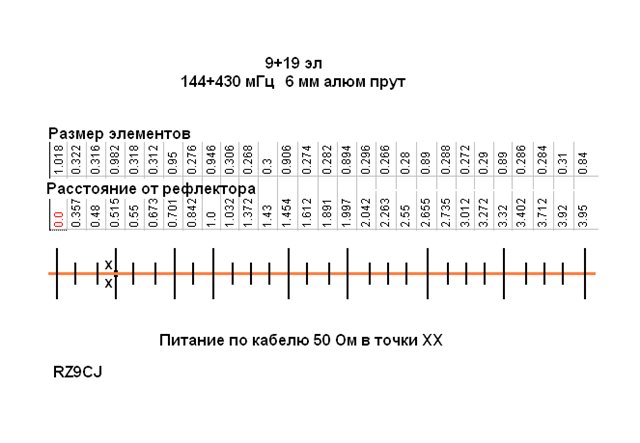 9+19 эл
144+430 мГц 6 мм алюм прут
Размер элементов
1.018 0.322 0.316 0.982 0.318 0.312 0.95 0.276 0.946 0.306 0.268 0.3 0.906 0.274 0.282 0.894 0.296 0.266 0.28 0.89 0.288 0.272 0.29 0.89 0.286 0.284 0.31 0.84
Расстояние от рефлектора
0.0 0.357 0.48 0.515 0.55 0.673 0.701 0.842 1.0 1.032 1.372 1.43 1.454 1.612 1.891 1.997 2.042 2.263 2.55 2.655 2.735 3.012 3.272 3.32 3.402 3.712 3.92 3.95
X
X
Питание по кабелю 50 Ом в точки XX
RZ9CJ